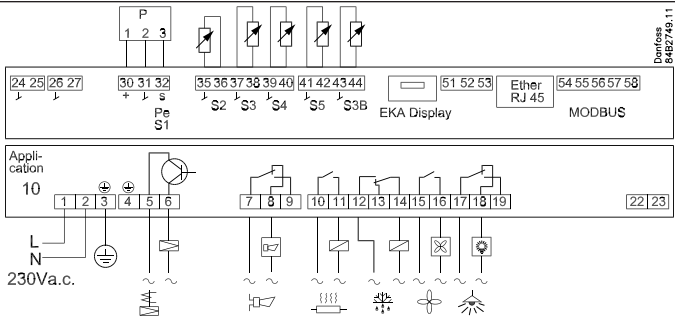 P
1 2 3
Danfoss
84B2749.11
24 25 26 27 30 31 32 35 36 37 38 39 40 41 42 43 44 51 52 53 54 55 56 57 58
+ s
Ether
RJ 45
S2 S3 S4 S5 S3B
Pe
S1
EKA Display
MODBUS
Appli-
cation
10
1 2 3 4 5 6 7 8 9 10 11 12 13 14 15 16 17 18 19 22 23
L
N
230Va.c.